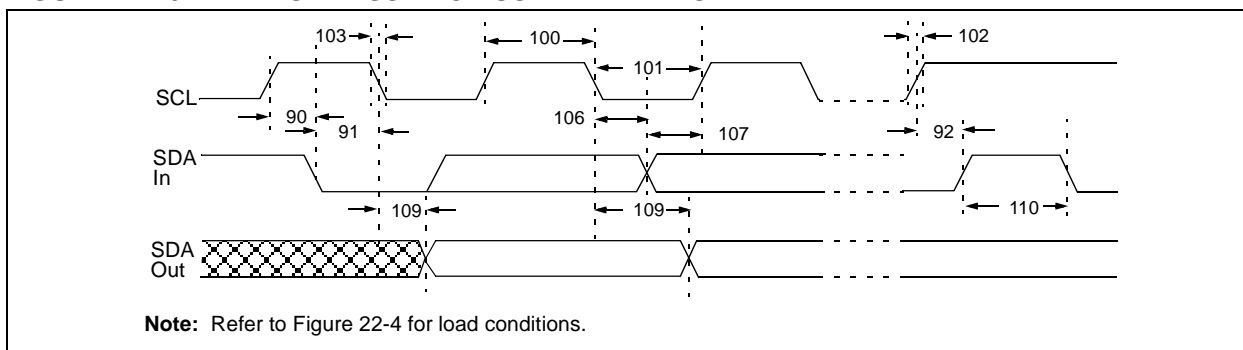 103 100 102
101
SCL
90 106 107 92
91
SDA
In
109 109 110
SDA
Out
Note: Refer to Figure 22-4 for load conditions.